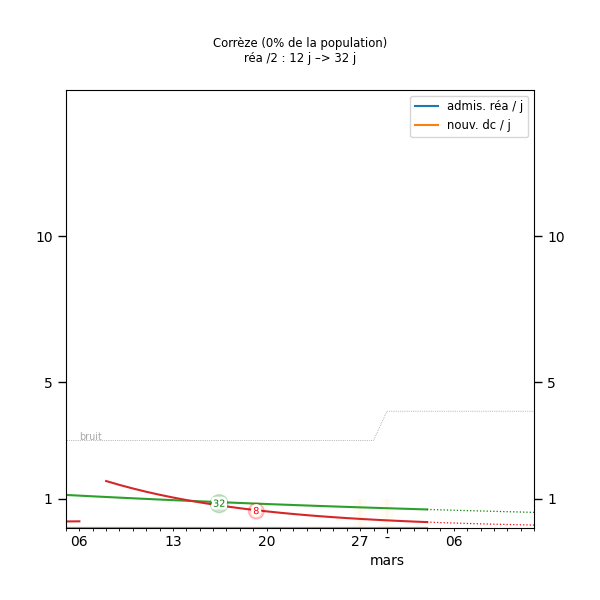 Corrèze (0% de la population)
réa /2 : 12 j –> 32 j
admis. réa / j
nouv. dc / j
10 10
5 5
bruit
1 32 8 1
06 13 20 27 - 06
mars